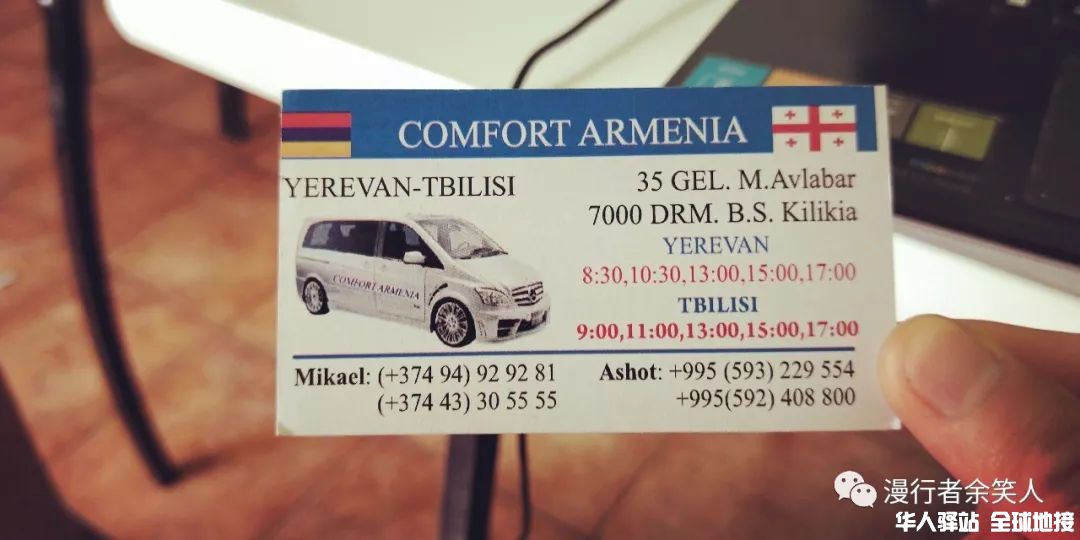 COMFORT ARMENIA
YEREVAN-TBILISI
35 GEL. M.Avlabar
7000 DRM. B.S. Kilikia
YEREVAN
8:30,10:30,13:00,15:00,17:00
TBILISI
9:00,11:00,13:00,15:00,17:00
COMFORT ARMENIA
Mikael: (+374 94) 92 92 81
(+374 43) 30 55 55
Ashot: +995 (593) 229 554
+995(592) 408 800
漫行者余笑人
华人驿站 全球地接